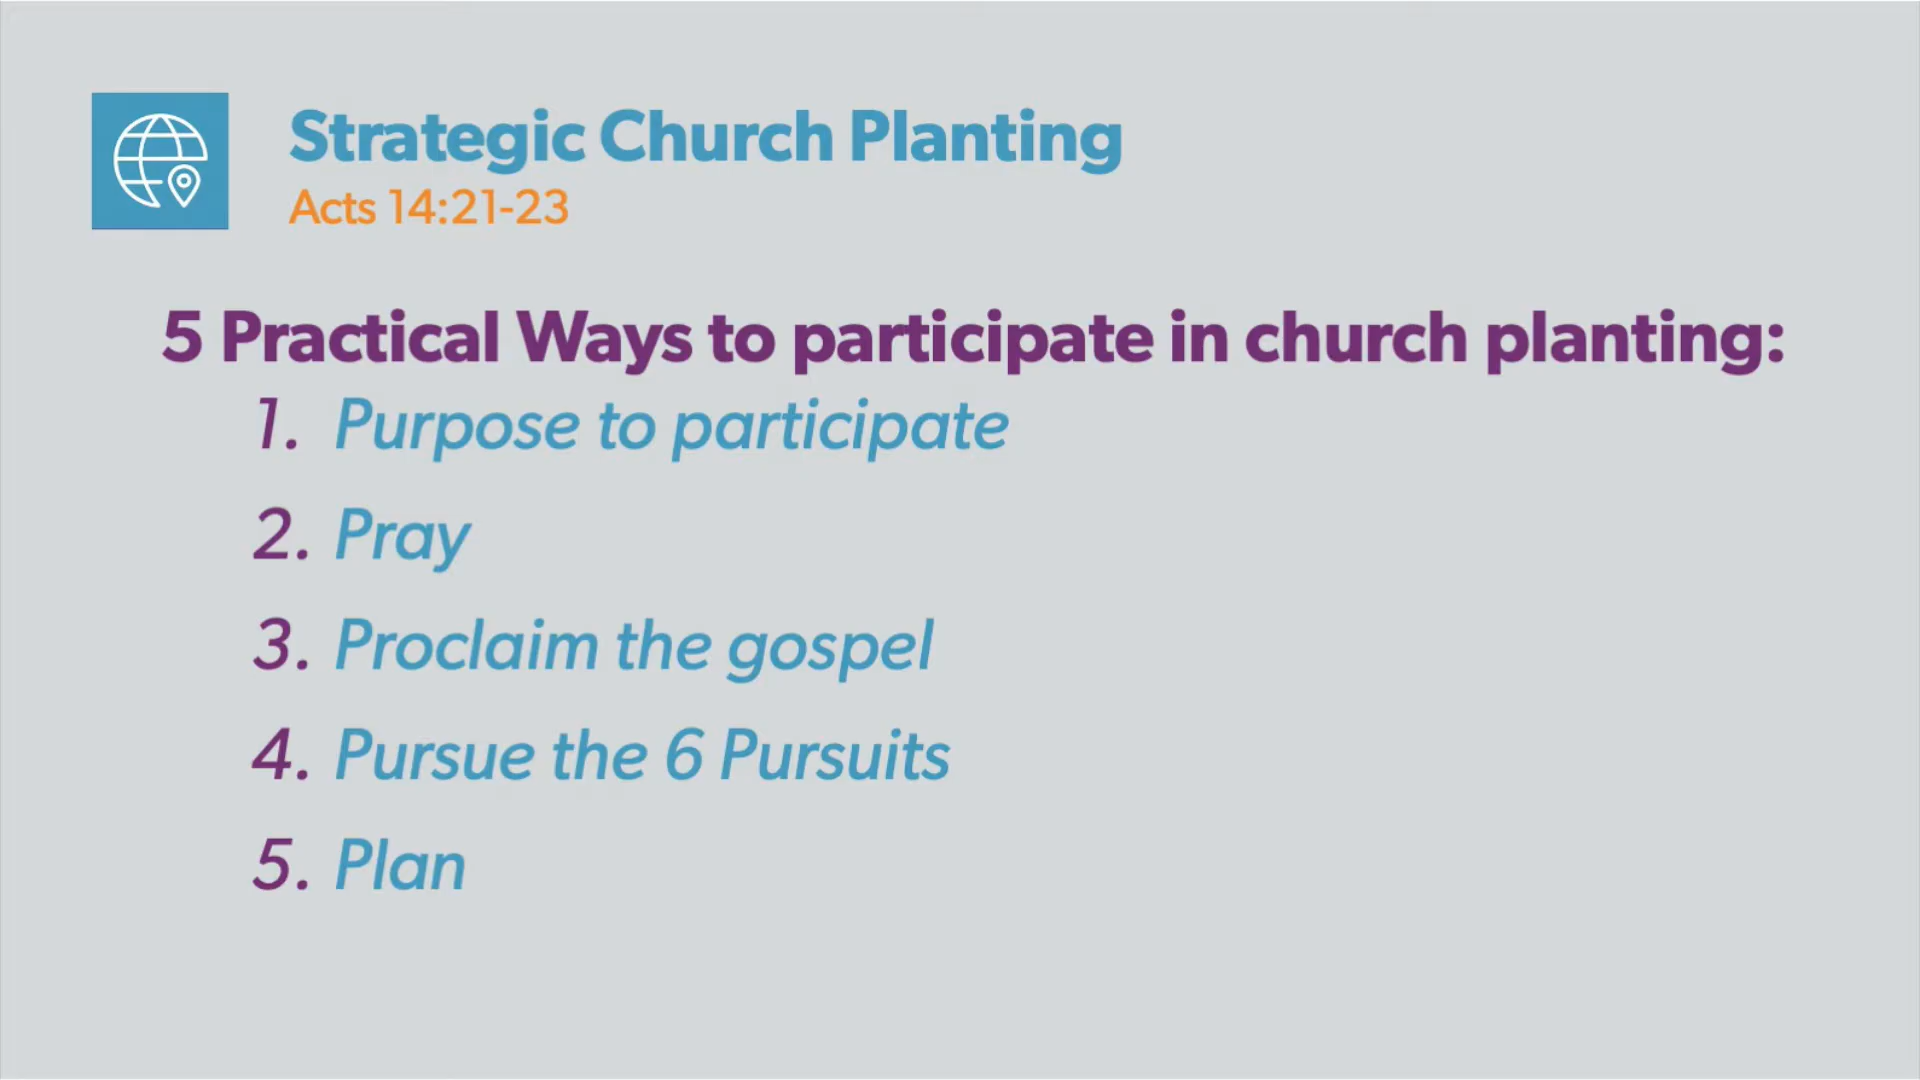 Strategic Church Planting
Acts 14:21-23
5 Practical Ways to participate in church planting:
1. Purpose to participate
2. Pray
3. Proclaim the gospel
4. Pursue the 6 Pursuits
5. Plan